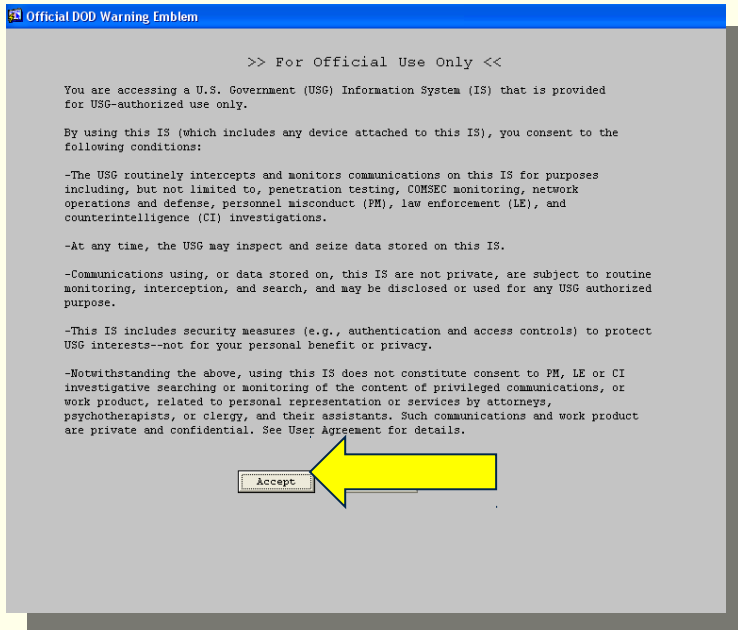 Official DOD Warning Emblem
>> For Official Use Only <<
You are accessing a U.S. Government (USG) Information System (IS) that is provided
for USG-authorized use only.
By using this IS (which includes any device attached to this IS), you consent to the
following conditions:
-The USG routinely intercepts and monitors communications on this IS for purposes
including, but not limited to, penetration testing, COMSEC monitoring, network
operations and defense, personnel misconduct (PM), law enforcement (LE), and
counterintelligence (CI) investigations.
-At any time, the USG may inspect and seize data stored on this IS.
-Communications using, or data stored on, this IS are not private, are subject to routine
monitoring, interception, and search, and may be disclosed or used for any USG authorized
purpose.
-This IS includes security measures (e.g., authentication and access controls) to protect
USG interests--not for your personal benefit or privacy.
-Notwithstanding the above, using this IS does not constitute consent to PM, LE or CI
investigative searching or monitoring of the content of privileged communications, or
work product, related to personal representation or services by attorneys,
psychotherapists, or clergy, and their assistants. Such communications and work product
are private and confidential. See User Agreement for details.
Accept